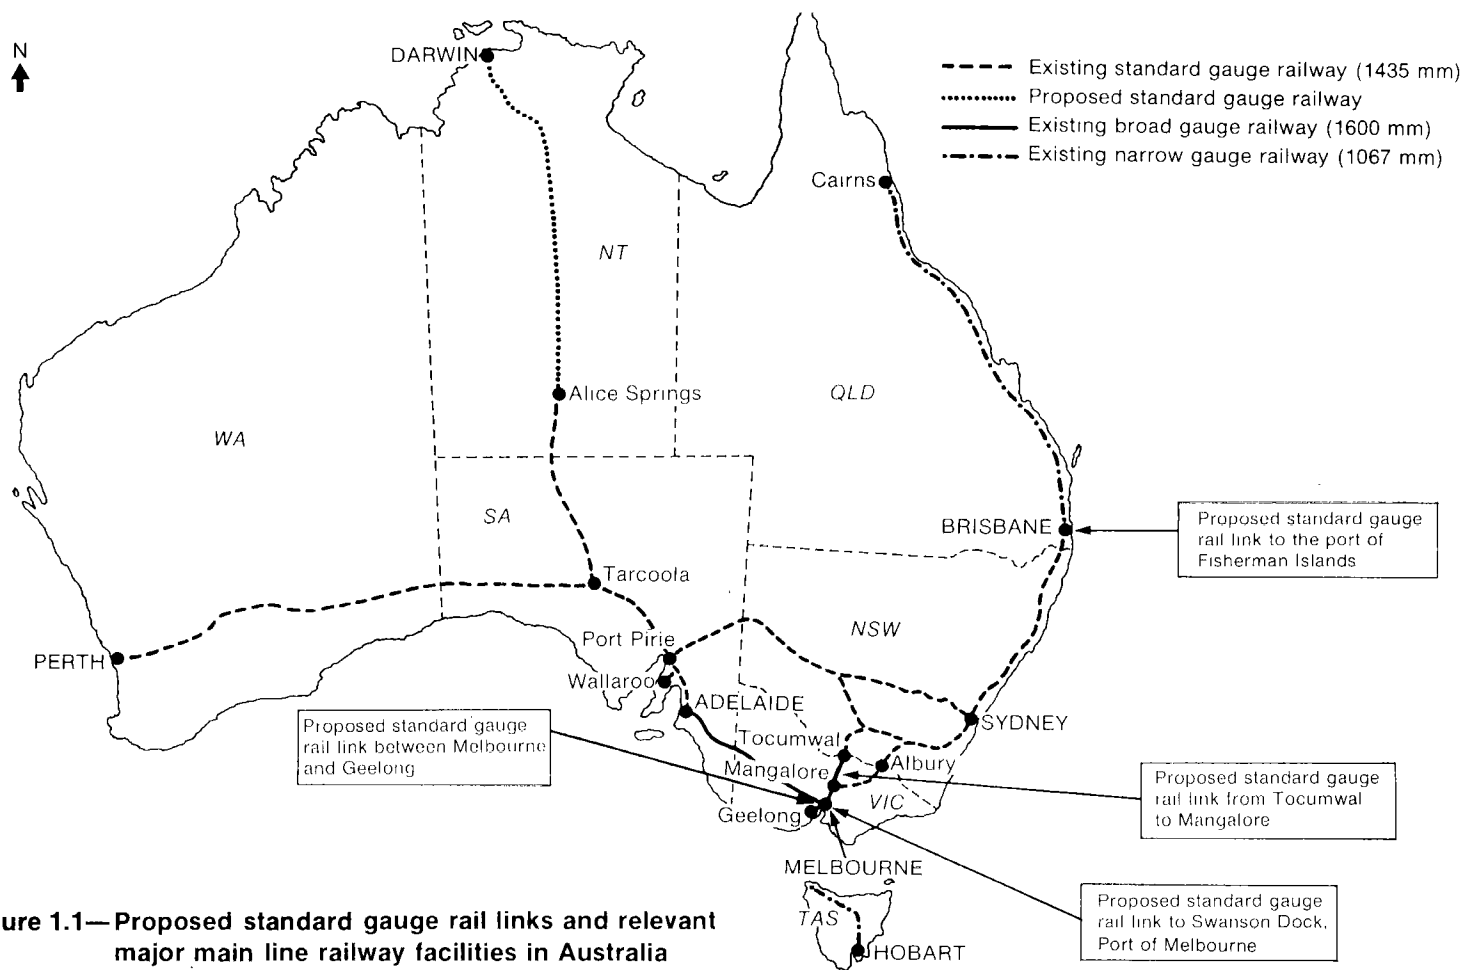 N
DARWIN
Existing standard gauge railway (1435 mm)
Proposed standard gauge railway
Existing broad gauge railway (1600 mm)
Existing narrow gauge railway (1067 mm)
Cairns
NT
Alice Springs
QLD
WA
SA
BRISBANE
Proposed standard gauge
rail link to the port of
Fisherman Islands
Tarcoola
NSW
Port Pirie
PERTH
Wallaroo
ADELAIDE
SYDNEY
Proposed standard gauge
rail link between Melbourne
and Geelong
Tocumwal
Mangalore
Albury
VIC
Geelong
Proposed standard gauge
rail link from Tocumwal
to Mangalore
MELBOURNE
TAS
HOBART
Proposed standard gauge
rail link to Swanson Dock,
Port of Melbourne
ure 1.1—Proposed standard gauge rail links and relevant
major main line railway facilities in Australia